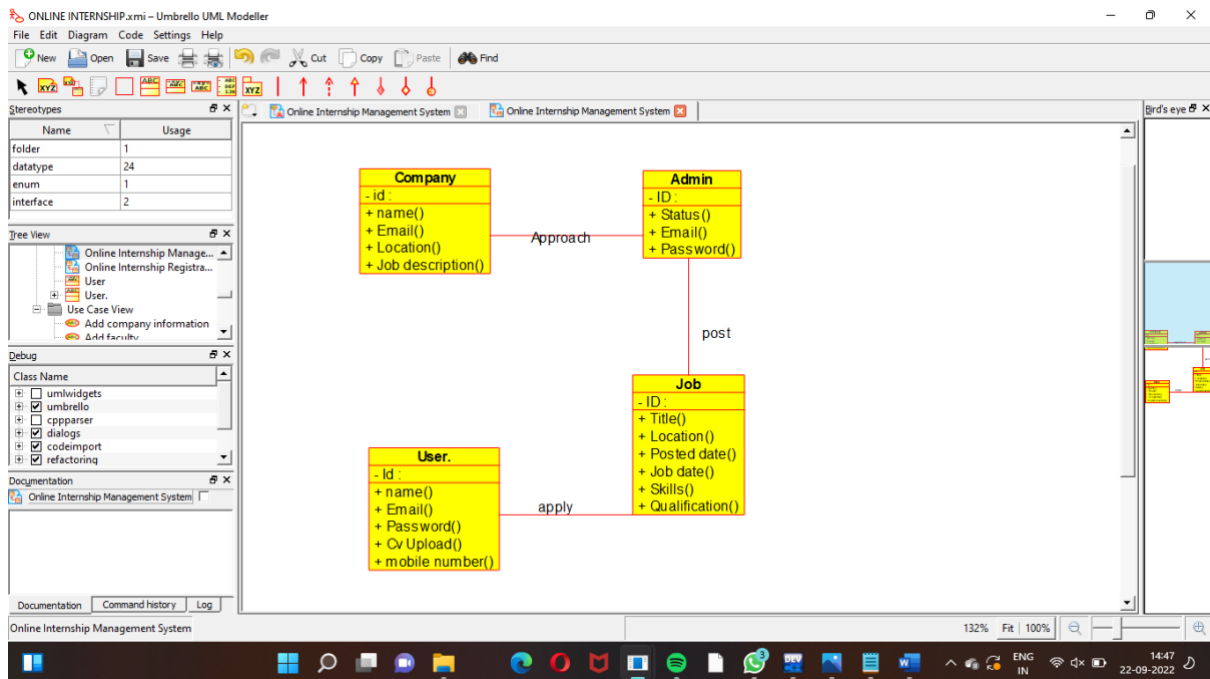 ONLINE INTERNSHIP.xmi – Umbrello UML Modeller
File Edit Diagram Code Settings Help
New Open Save Cut Copy Paste Find
Stereotypes
Name Usage
folder 1
datatype 24
enum 1
interface 2
Tree View
Online Internship Manage...
Online Internship Registra...
User
User.
Use Case View
Add company information
Add faculty
Debug
Class Name
umlwidgets
umbrello
cppparser
dialogs
codeimport
refactoring
Documentation
Online Internship Management System
Documentation Command history Log
Online Internship Management System Online Internship Management System
Bird's eye
Company
- id :
+ name()
+ Email()
+ Location()
+ Job description()
Approach
Admin
- ID :
+ Status()
+ Email()
+ Password()
post
Job
- ID :
+ Title()
+ Location()
+ Posted date()
+ Job date()
+ Skills()
+ Qualification()
User.
- Id :
+ name()
+ Email()
+ Password()
+ Cv Upload()
+ mobile number()
apply
Online Internship Management System
132% Fit 100%
3
DEV
ENG
IN
14:47
22-09-2022